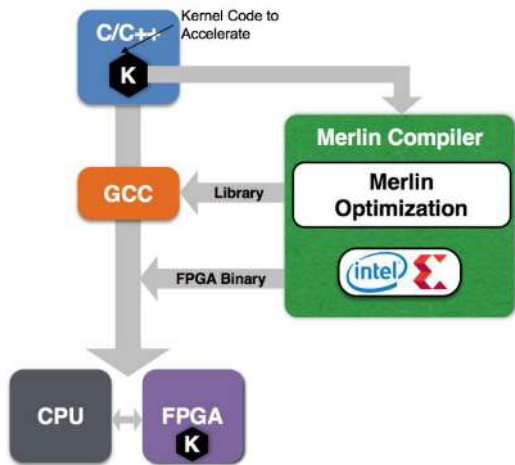 Kernel Code to
Accelerate
C/C++
K
Merlin Compiler
Merlin
Optimization
GCC
Library
intel
FPGA Binary
CPU
FPGA
K